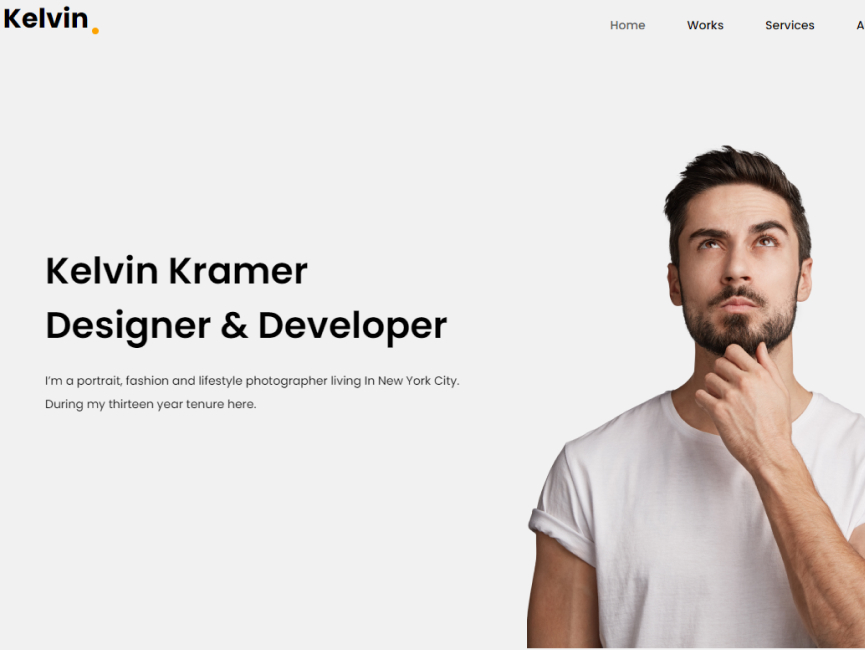 Kelvin.
Home Works Services A
Kelvin Kramer
Designer & Developer
I'm a portrait, fashion and lifestyle photographer living In New York City.
During my thirteen year tenure here.